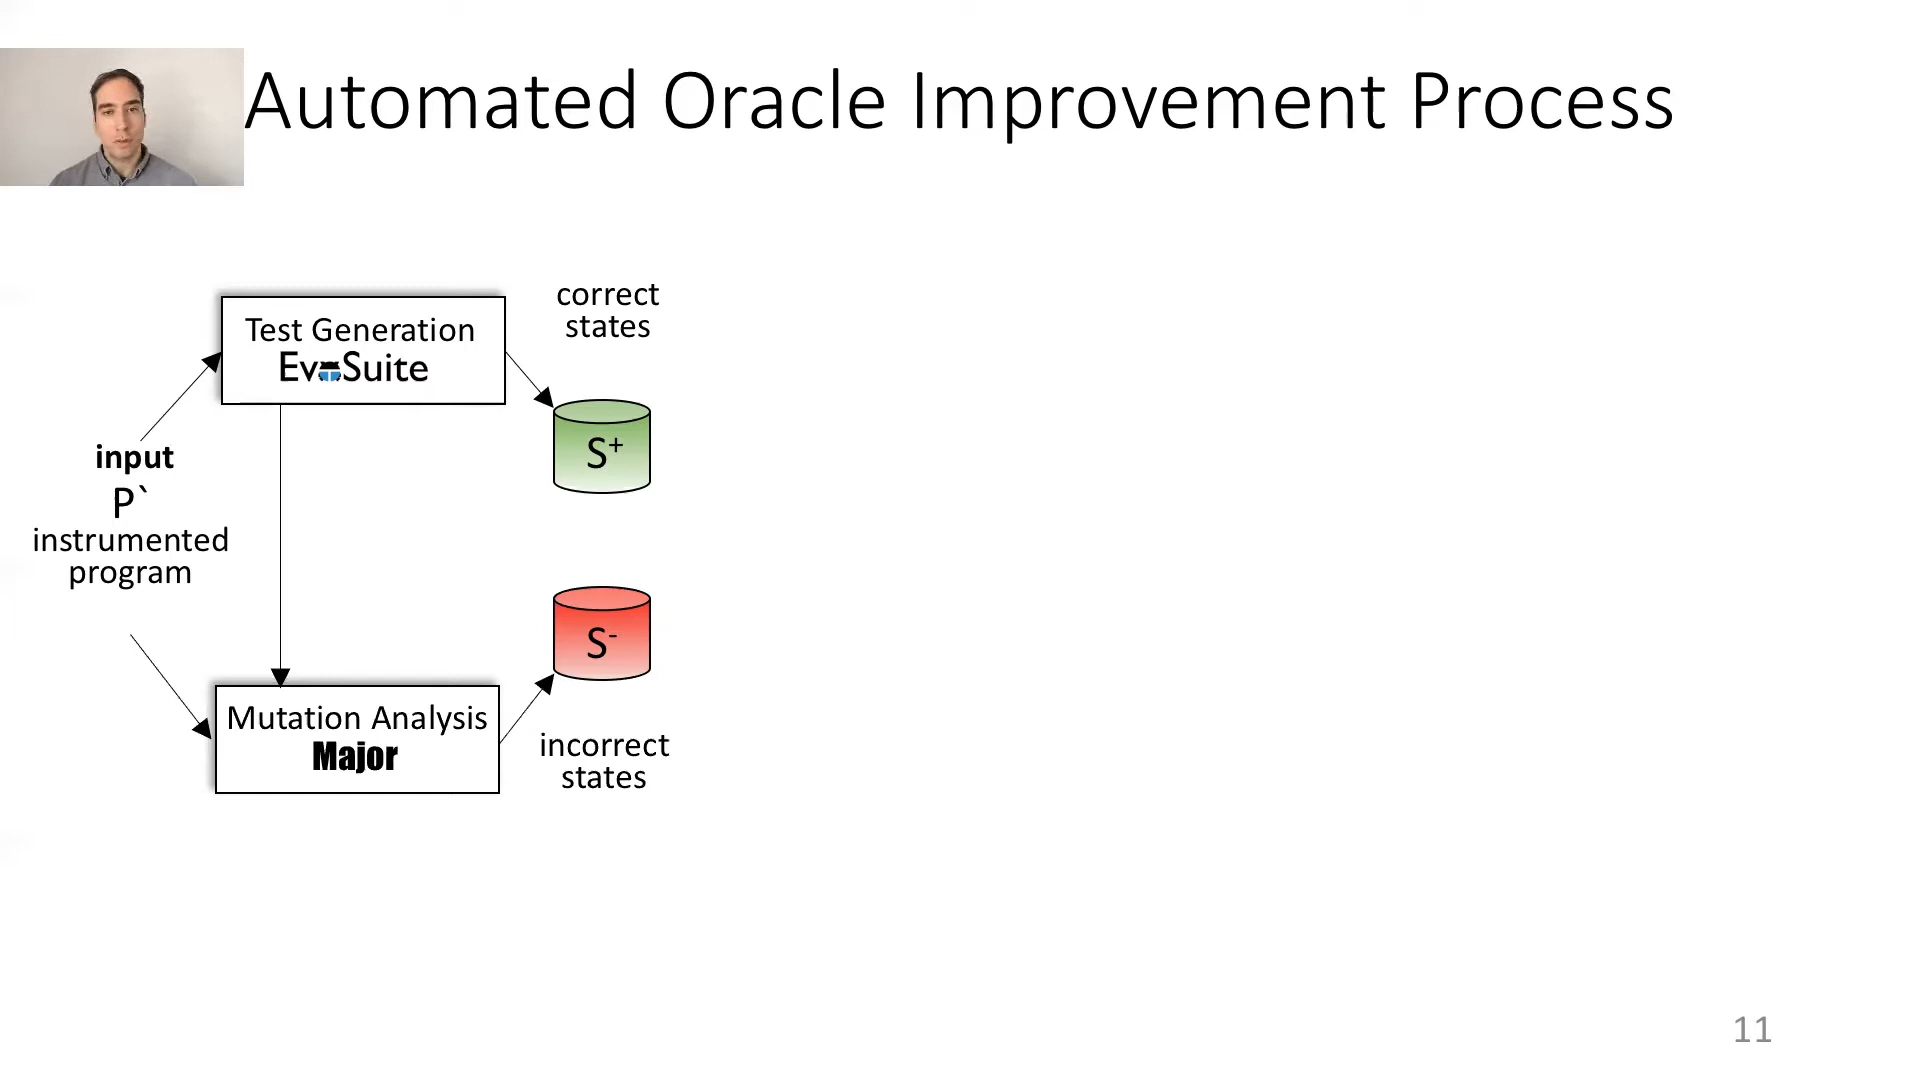 Automated Oracle Improvement Process
correct
states
Test Generation
EvoSuite
S+
input
P`
instrumented
program
S-
Mutation Analysis
Major
incorrect
states
11